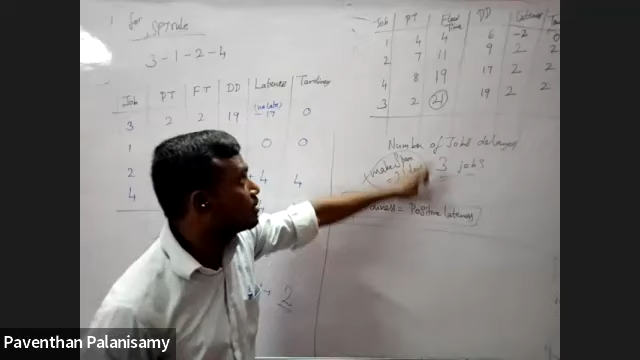 for SPT rule
3-1-2-4
Job PT FT DD Lateness Tardiness
(no late)
3 2 2 19 -17 0
1 0 0
2 4 4
4
2
Job PT Flow Time DD Lateness
1 4 4 6 -2 0
2 7 11 9 2 2
4 8 19 17 2 2
3 2 21 19 2 2
Number of Jobs delayed
3 jobs
= Positive lateness
Paventhan Palanisamy